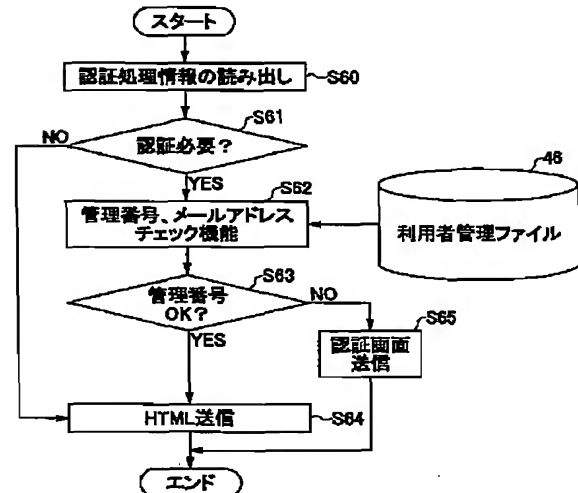 スタート
認証処理情報の読み出し
S60
S61
認証必要？
NO
YES
S62
管理番号、メールアドレス
チェック機能
46
利用者管理ファイル
S63
管理番号
OK？
NO
YES
S65
認証画面
送信
HTML送信
S64
エンド